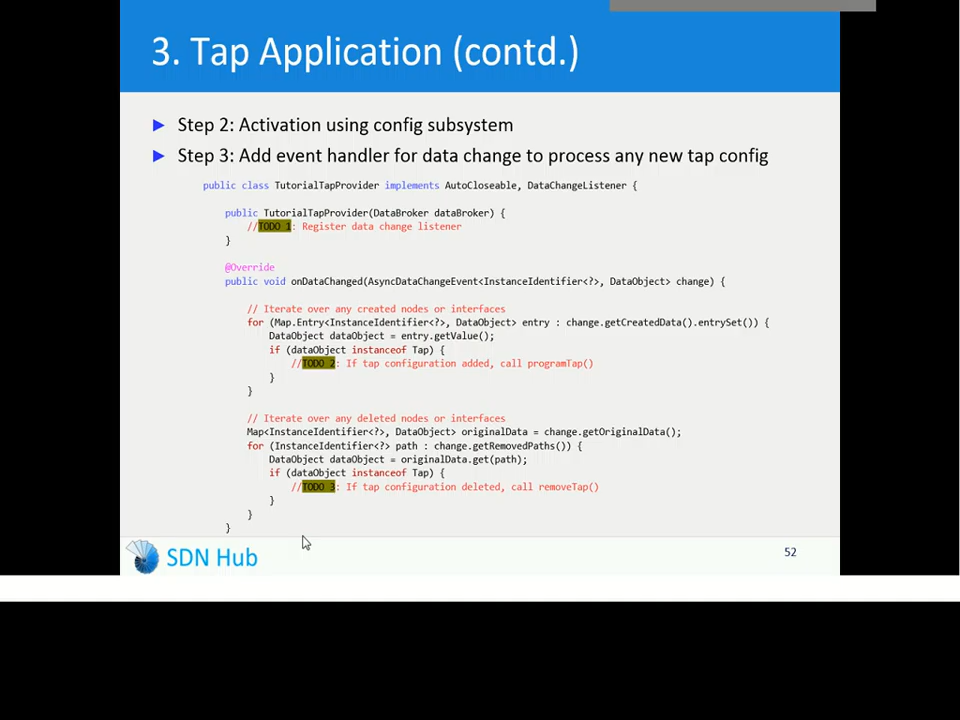 3. Tap Application (contd.)
Step 2: Activation using config subsystem
Step 3: Add event handler for data change to process any new tap config
public class TutorialTapProvider implements AutoCloseable, DataChangeListener {
public TutorialTapProvider(DataBroker dataBroker) {
//TODO 1: Register data change listener
}
@Override
public void onDataChanged(AsyncDataChangeEvent<InstanceIdentifier<?>, DataObject> change) {
// Iterate over any created nodes or interfaces
for (Map.Entry<InstanceIdentifier<?>, DataObject> entry : change.getCreatedData().entrySet()) {
DataObject dataObject = entry.getValue();
if (dataObject instanceof Tap) {
//TODO 2: If tap configuration added, call programTap()
}
}
// Iterate over any deleted nodes or interfaces
Map<InstanceIdentifier<?>, DataObject> originalData = change.getOriginalData();
for (InstanceIdentifier<?> path : change.getRemovedPaths()) {
DataObject dataObject = originalData.get(path);
if (dataObject instanceof Tap) {
//TODO 3: If tap configuration deleted, call removeTap()
}
}
}
SDN Hub
52